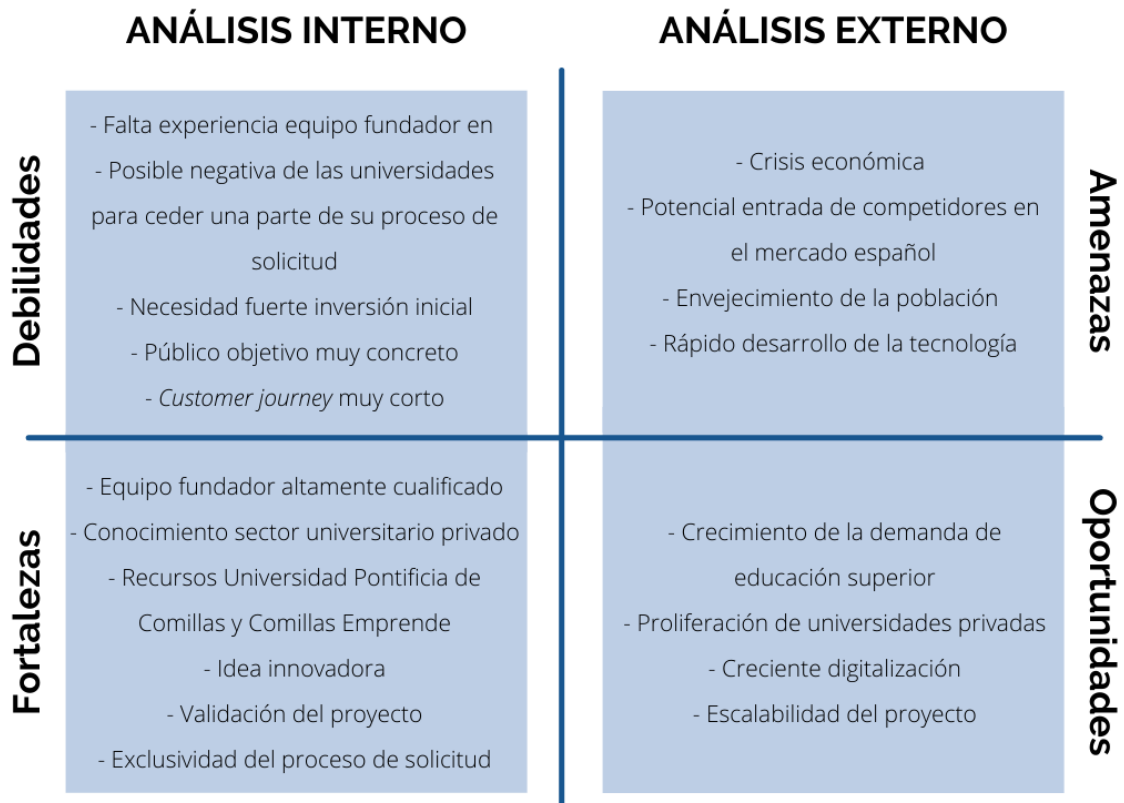 ANÁLISIS INTERNO
ANÁLISIS EXTERNO
Debilidades
- Falta experiencia equipo fundador en
- Posible negativa de las universidades
para ceder una parte de su proceso de
solicitud
- Necesidad fuerte inversión inicial
- Público objetivo muy concreto
- Customer journey muy corto
Amenazas
- Crisis económica
- Potencial entrada de competidores en
el mercado español
- Envejecimiento de la población
- Rápido desarrollo de la tecnología
Fortalezas
- Equipo fundador altamente cualificado
- Conocimiento sector universitario privado
- Recursos Universidad Pontificia de
Comillas y Comillas Emprende
- Idea innovadora
- Validación del proyecto
- Exclusividad del proceso de solicitud
Oportunidades
- Crecimiento de la demanda de
educación superior
- Proliferación de universidades privadas
- Creciente digitalización
- Escalabilidad del proyecto